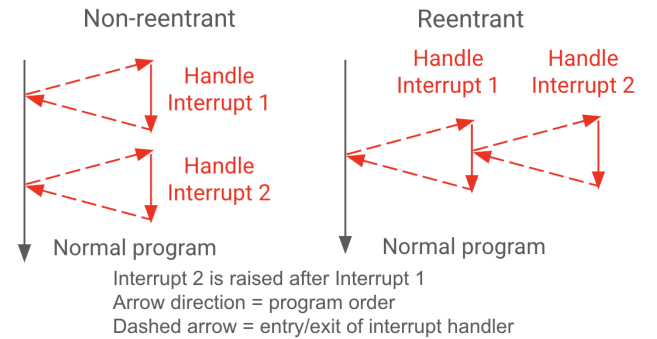 Non-reentrant
Handle
Interrupt 1
Handle
Interrupt 2
Normal program
Reentrant
Handle
Interrupt 1
Handle
Interrupt 2
Normal program
Interrupt 2 is raised after Interrupt 1
Arrow direction = program order
Dashed arrow = entry/exit of interrupt handler